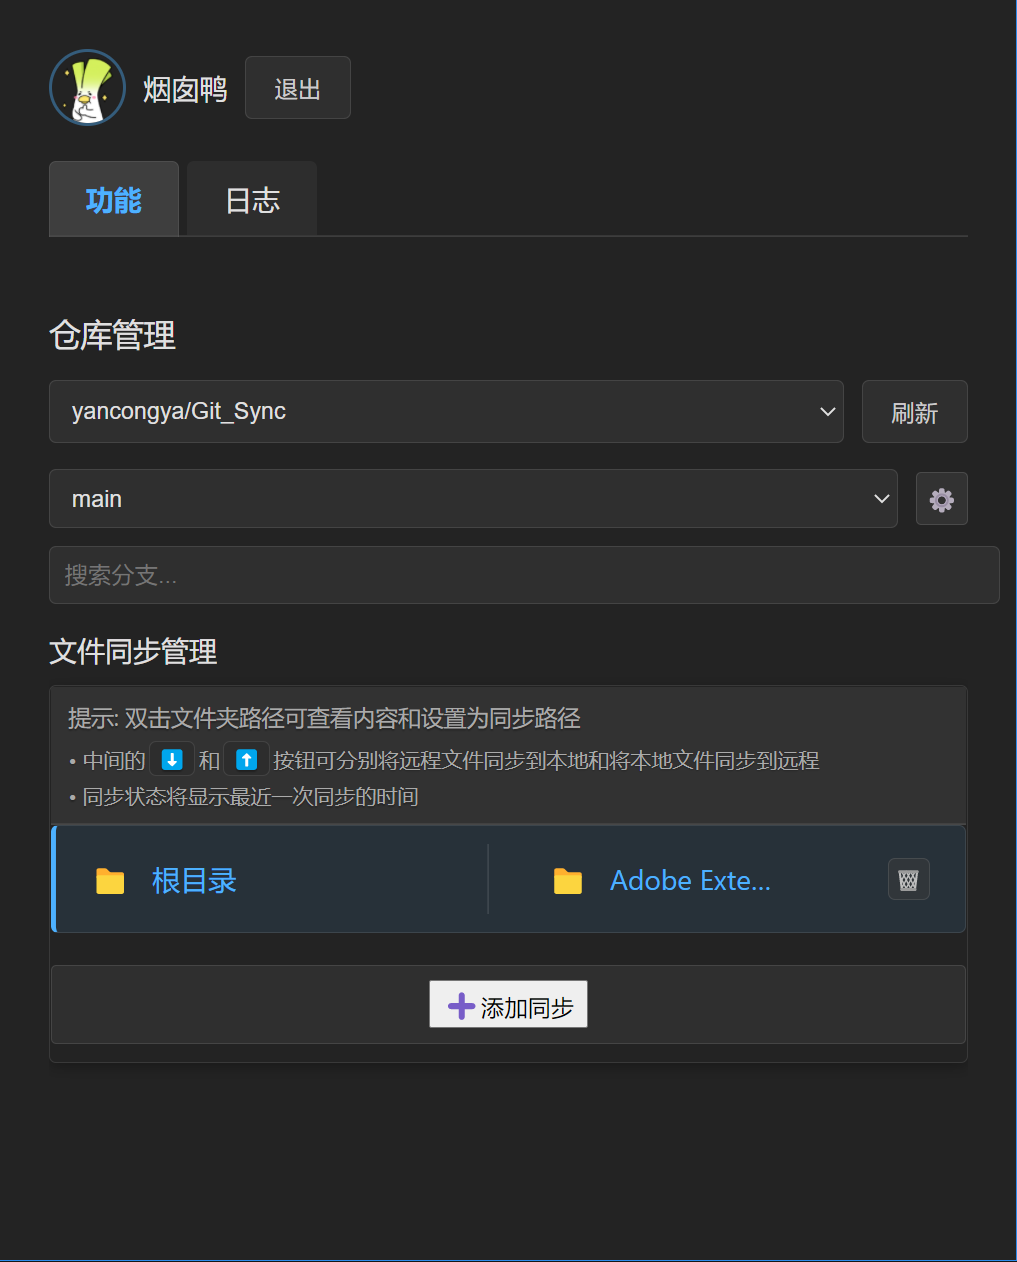 烟囱鸭 退出
功能 日志
仓库管理
yancongya/Git_Sync 刷新
main
搜索分支...
文件同步管理
提示: 双击文件夹路径可查看内容和设置为同步路径
• 中间的 ⬇️ 和 ⬆️ 按钮可分别将远程文件同步到本地和将本地文件同步到远程
• 同步状态将显示最近一次同步的时间
根目录 Adobe Exte...
➕添加同步